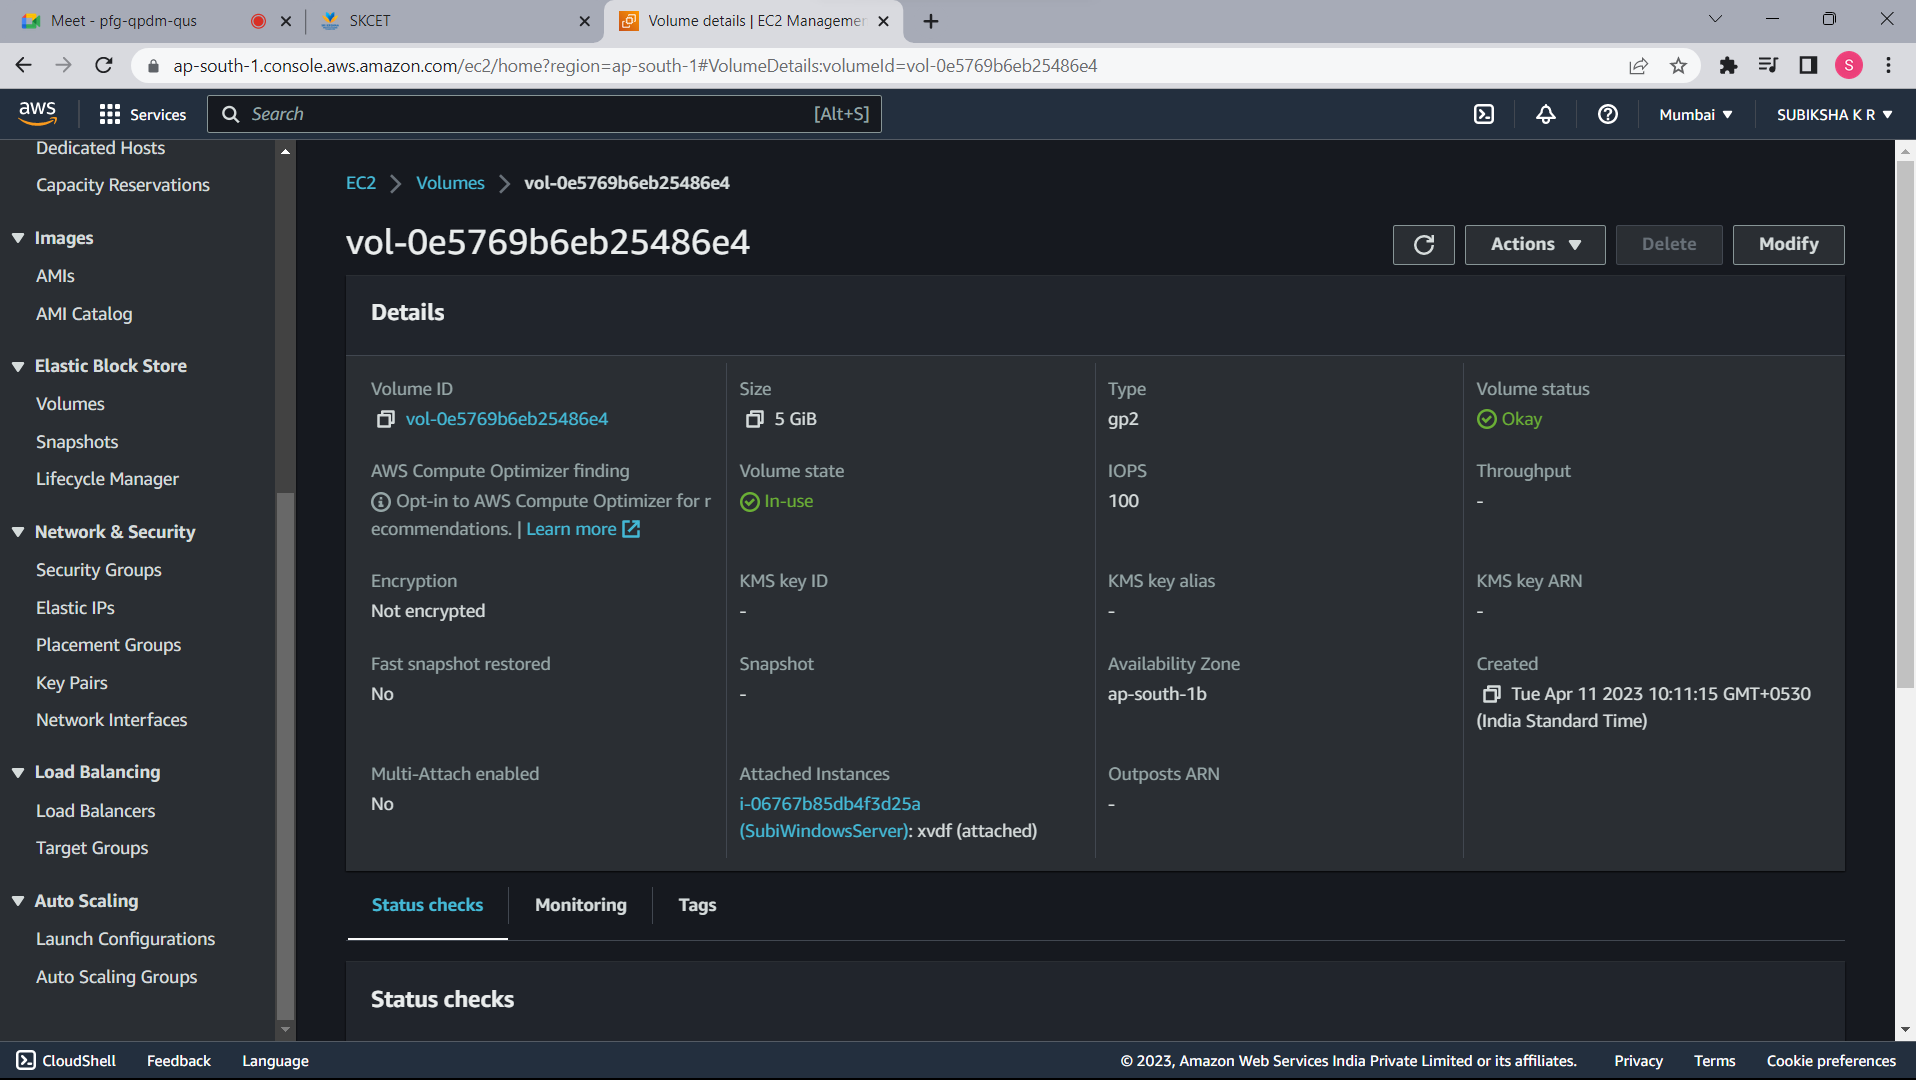 Meet - pfg-qpdm-qus
SKCET
Volume details | EC2 Managemen
ap-south-1.console.aws.amazon.com/ec2/home?region=ap-south-1#VolumeDetails:volumeId=vol-0e5769b6eb25486e4
S
aws
Services
Search
[Alt+S]
Mumbai
SUBIKSHA K R
Dedicated Hosts
Capacity Reservations
Images
AMIs
AMI Catalog
Elastic Block Store
Volumes
Snapshots
Lifecycle Manager
Network & Security
Security Groups
Elastic IPs
Placement Groups
Key Pairs
Network Interfaces
Load Balancing
Load Balancers
Target Groups
Auto Scaling
Launch Configurations
Auto Scaling Groups
EC2 > Volumes > vol-0e5769b6eb25486e4
vol-0e5769b6eb25486e4
Actions
Delete
Modify
Details
Volume ID
vol-0e5769b6eb25486e4
Size
5 GiB
Type
gp2
Volume status
Okay
AWS Compute Optimizer finding
Opt-in to AWS Compute Optimizer for r
ecommendations. | Learn more
Volume state
In-use
IOPS
100
Throughput
-
Encryption
Not encrypted
KMS key ID
-
KMS key alias
-
KMS key ARN
-
Fast snapshot restored
No
Snapshot
-
Availability Zone
ap-south-1b
Created
Tue Apr 11 2023 10:11:15 GMT+0530
(India Standard Time)
Multi-Attach enabled
No
Attached Instances
i-06767b85db4f3d25a
(SubiWindowsServer): xvdf (attached)
Outposts ARN
-
Status checks
Monitoring
Tags
Status checks
CloudShell
Feedback
Language
© 2023, Amazon Web Services India Private Limited or its affiliates.
Privacy
Terms
Cookie preferences